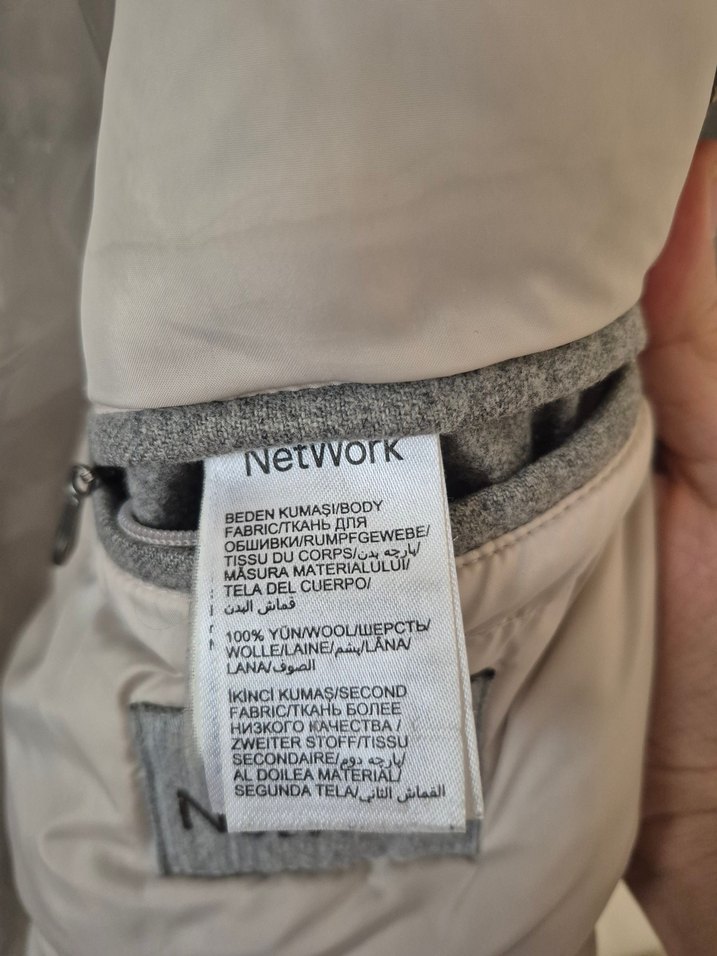 NetWork
BEDEN KUMAŞI/BODY
FABRIC/ТКАНЬ ДЛЯ
ОБШИВКИ/RUMPFGEWEBE/
TISSU DU CORPS/پارچه بدن/
MĂSURA MATERIALULUI/
TELA DEL CUERPO/
قماش البدن
100% YÜN/WOOL/ШЕРСТЬ/
WOLLE/LAINE/پشم/LÂNA/
LANA/الصوف
İKİNCİ KUMAŞ/SECOND
FABRIC/ТКАНЬ БОЛЕЕ
НИЗКОГО КАЧЕСТВА /
ZWEITER STOFF/TISSU
SECONDAIRE/پارچه دوم/
AL DOILEA MATERIAL/
SEGUNDA TELA/القماش الثاني